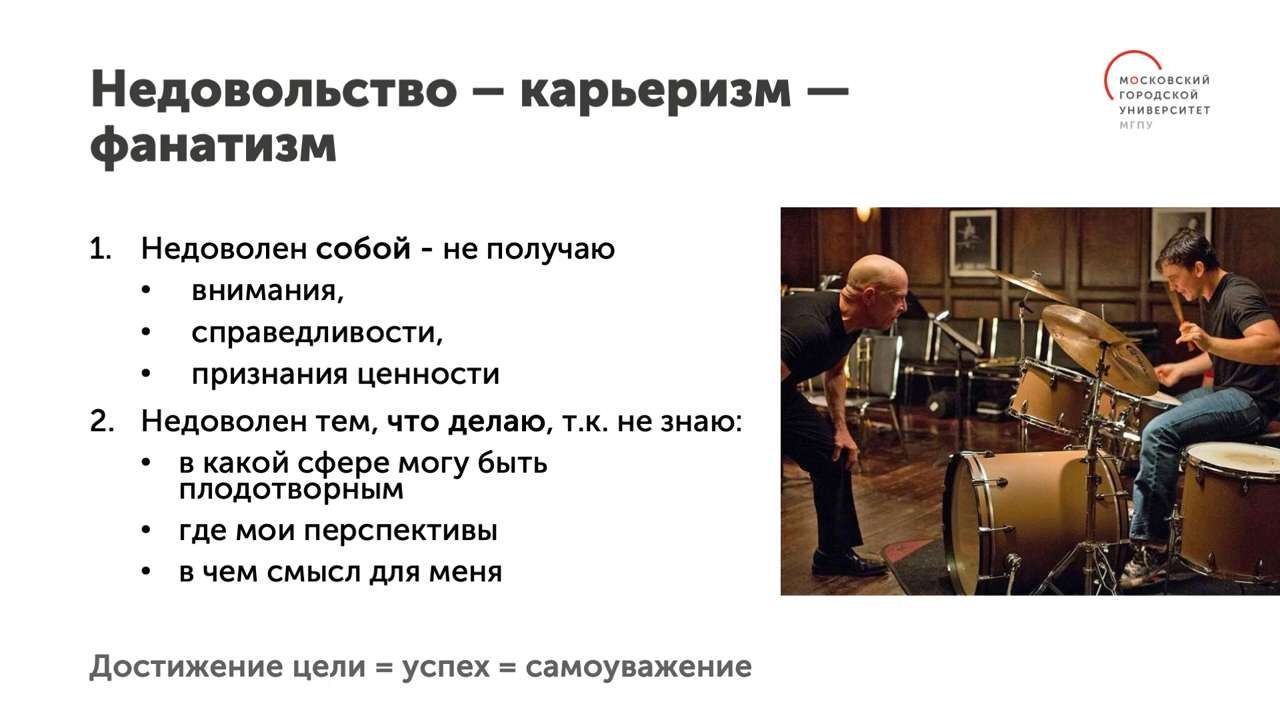 Недовольство – карьеризм —
фанатизм
МОСКОВСКИЙ
ГОРОДСКОЙ
УНИВЕРСИТЕТ
МГПУ
1. Недоволен собой - не получаю
• внимания,
• справедливости,
• признания ценности
2. Недоволен тем, что делаю, т.к. не знаю:
• в какой сфере могу быть
плодотворным
• где мои перспективы
• в чем смысл для меня
Достижение цели = успех = самоуважение